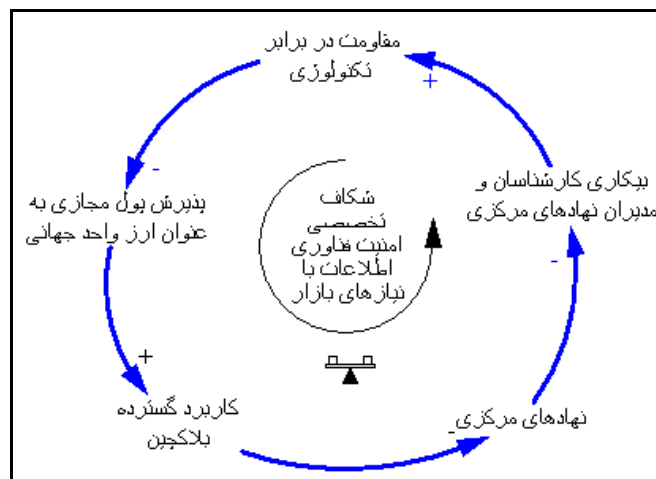 مقاومت در برابر
تکنولوژی
+
-
بیکاری کارشناسان و
مدیران نهادهای مرکزی
پذیرش پول مجازی به
عنوان ارز واحد جهانی
شکاف
تخصصی
امنیت فناوری
اطلاعات با
نیازهای بازار
-
+
کاربرد گسترده
بلاکچین
نهادهای مرکزی
-